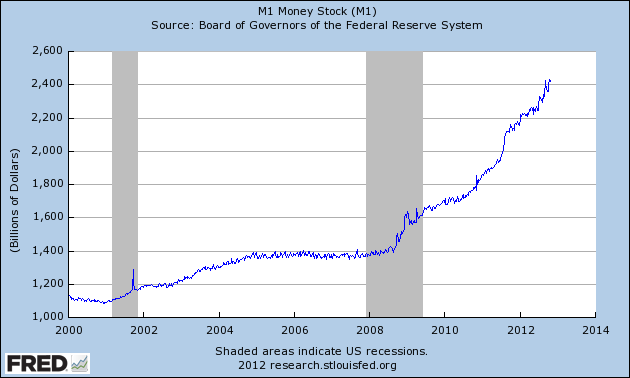 M1 Money Stock (M1)
Source: Board of Governors of the Federal Reserve System
(Billions of Dollars)
2,600
2,400
2,200
2,000
1,800
1,600
1,400
1,200
1,000
2000 2002 2004 2006 2008 2010 2012 2014
Shaded areas indicate US recessions.
2012 research.stlouisfed.org
FRED